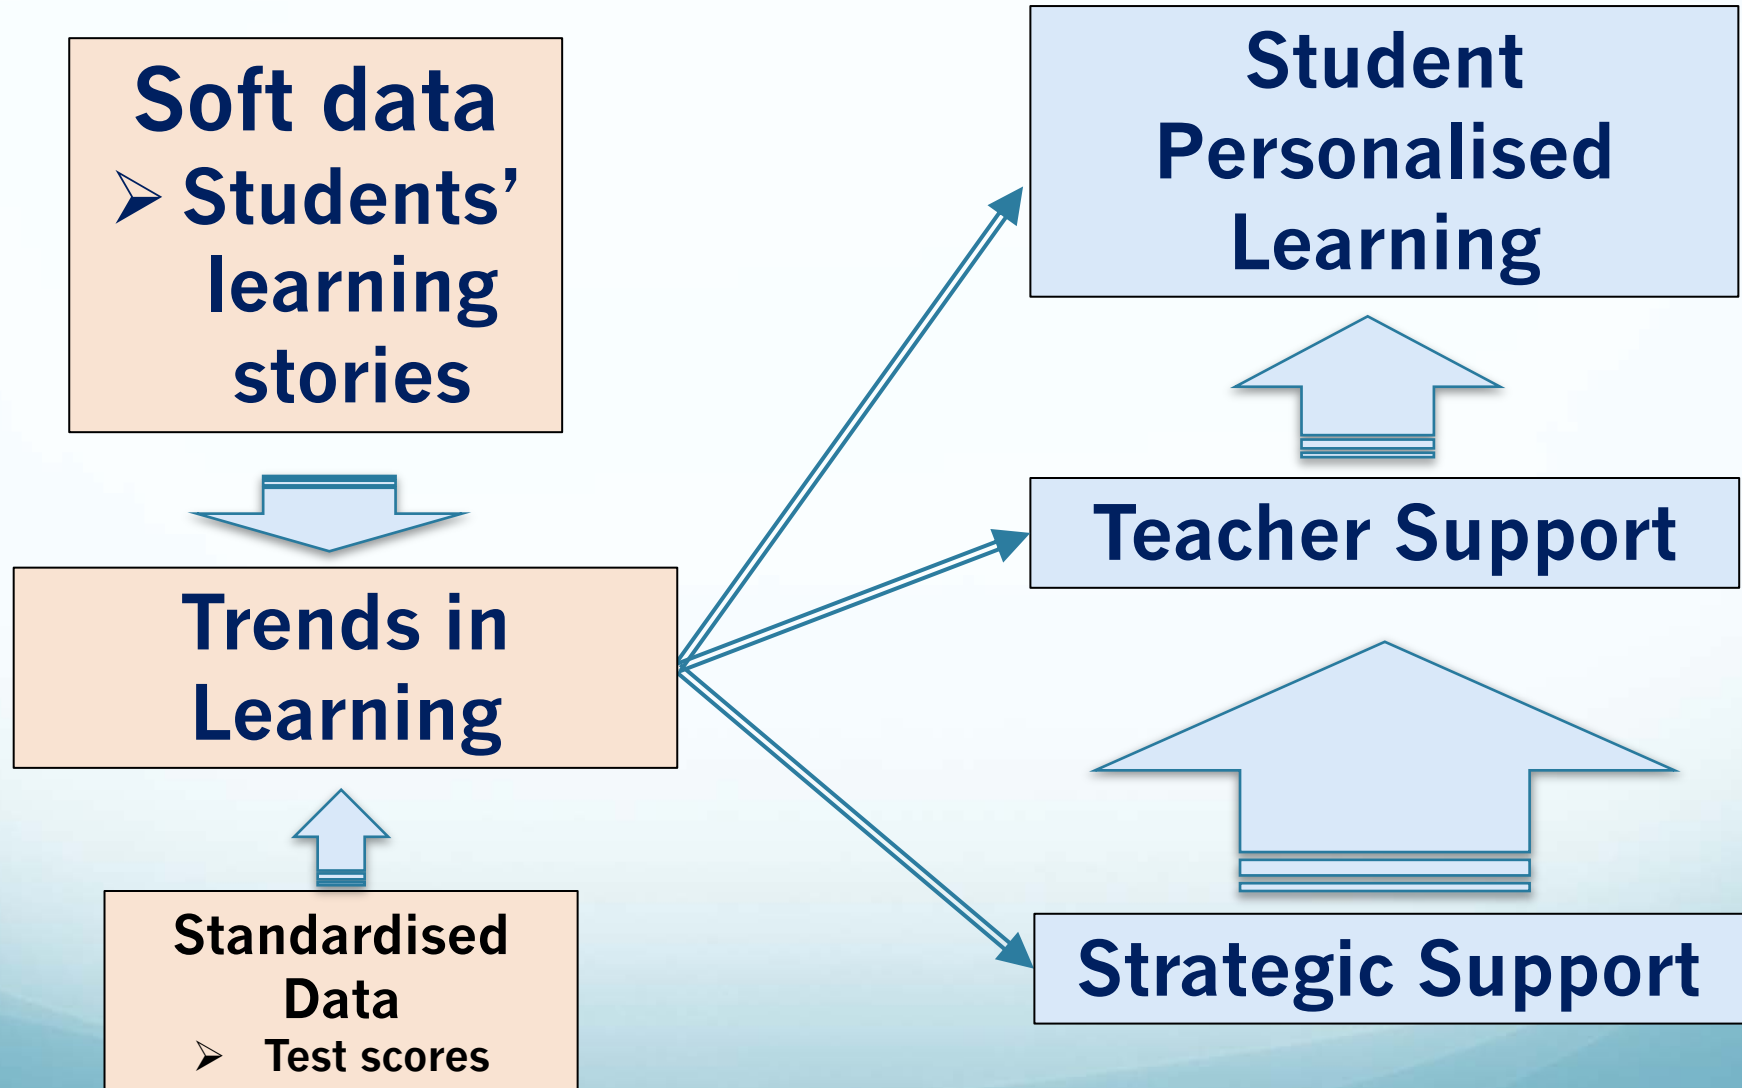 Soft data
➢ Students’
learning
stories
Trends in
Learning
Standardised
Data
➢ Test scores
Student
Personalised
Learning
Teacher Support
Strategic Support